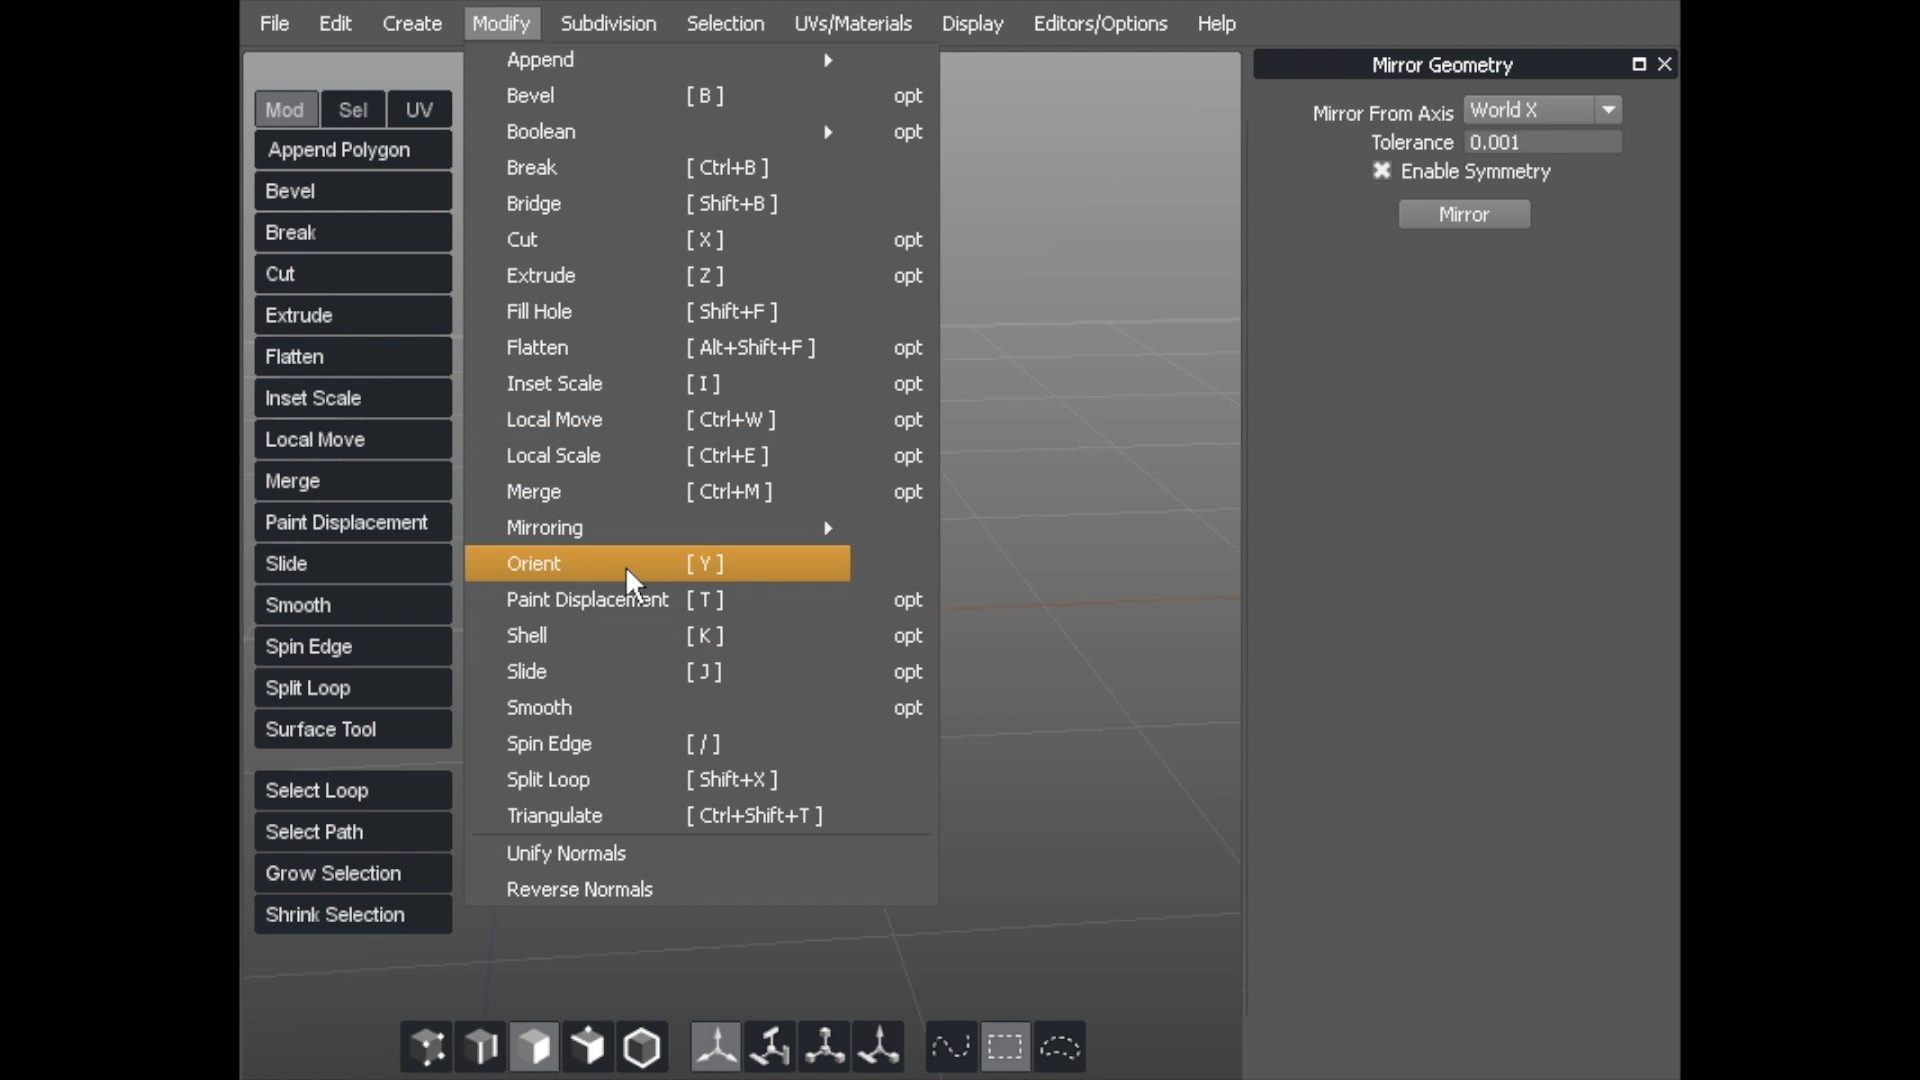 File Edit Create Modify Subdivision Selection UVs/Materials Display Editors/Options Help
Mod Sel UV
Append Polygon
Bevel
Break
Cut
Extrude
Flatten
Inset Scale
Local Move
Merge
Paint Displacement
Slide
Smooth
Spin Edge
Split Loop
Surface Tool
Select Loop
Select Path
Grow Selection
Shrink Selection
Append
Bevel [ B ] opt
Boolean opt
Break [ Ctrl+B ]
Bridge [ Shift+B ]
Cut [ X ] opt
Extrude [ Z ] opt
Fill Hole [ Shift+F ]
Flatten [ Alt+Shift+F ] opt
Inset Scale [ I ] opt
Local Move [ Ctrl+W ] opt
Local Scale [ Ctrl+E ] opt
Merge [ Ctrl+M ] opt
Mirroring
Orient [ Y ]
Paint Displacement [ T ] opt
Shell [ K ] opt
Slide [ J ] opt
Smooth opt
Spin Edge [ / ]
Split Loop [ Shift+X ]
Triangulate [ Ctrl+Shift+T ]
Unify Normals
Reverse Normals
Mirror Geometry
Mirror From Axis World X
Tolerance 0.001
Enable Symmetry
Mirror